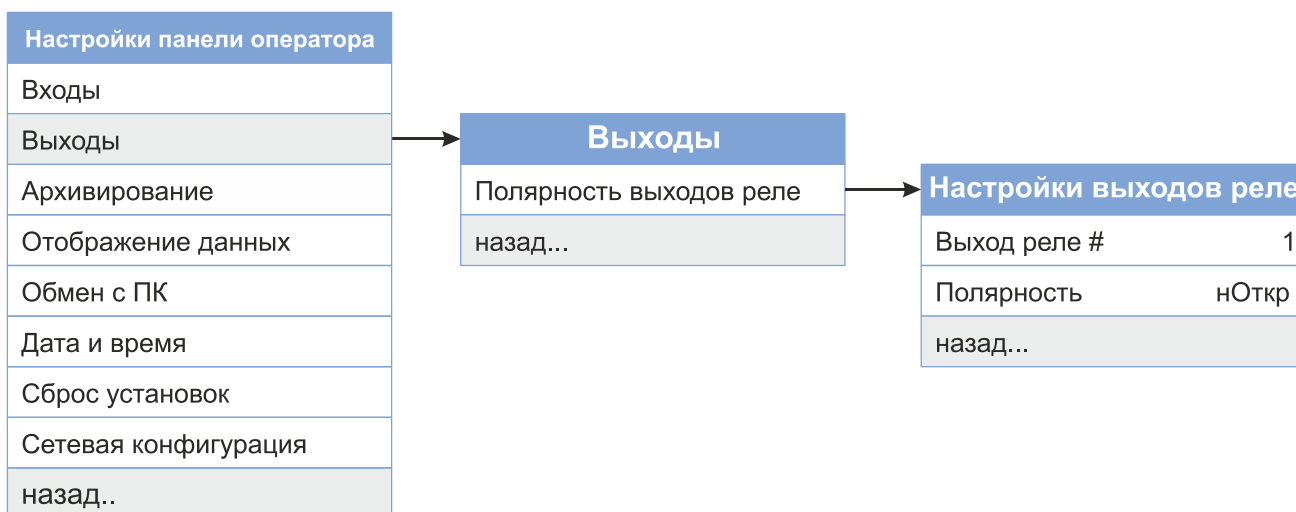 Настройки панели оператора
Входы
Выходы
Архивирование
Отображение данных
Обмен с ПК
Дата и время
Сброс установок
Сетевая конфигурация
назад..
Выходы
Полярность выходов реле
назад...
Настройки выходов реле
Выход реле # 1
Полярность нОткр
назад...